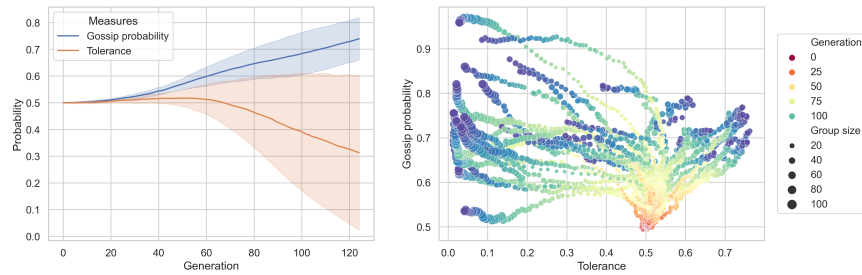 Measures
Gossip probability
Tolerance
0.8
0.7
0.6
0.5
0.4
0.3
0.2
0.1
0.0
Probability
0 20 40 60 80 100 120
Generation
0.9
0.8
0.7
0.6
0.5
Gossip probability
0.0 0.1 0.2 0.3 0.4 0.5 0.6 0.7
Tolerance
Generation
0
25
50
75
100
Group size
20
40
60
80
100